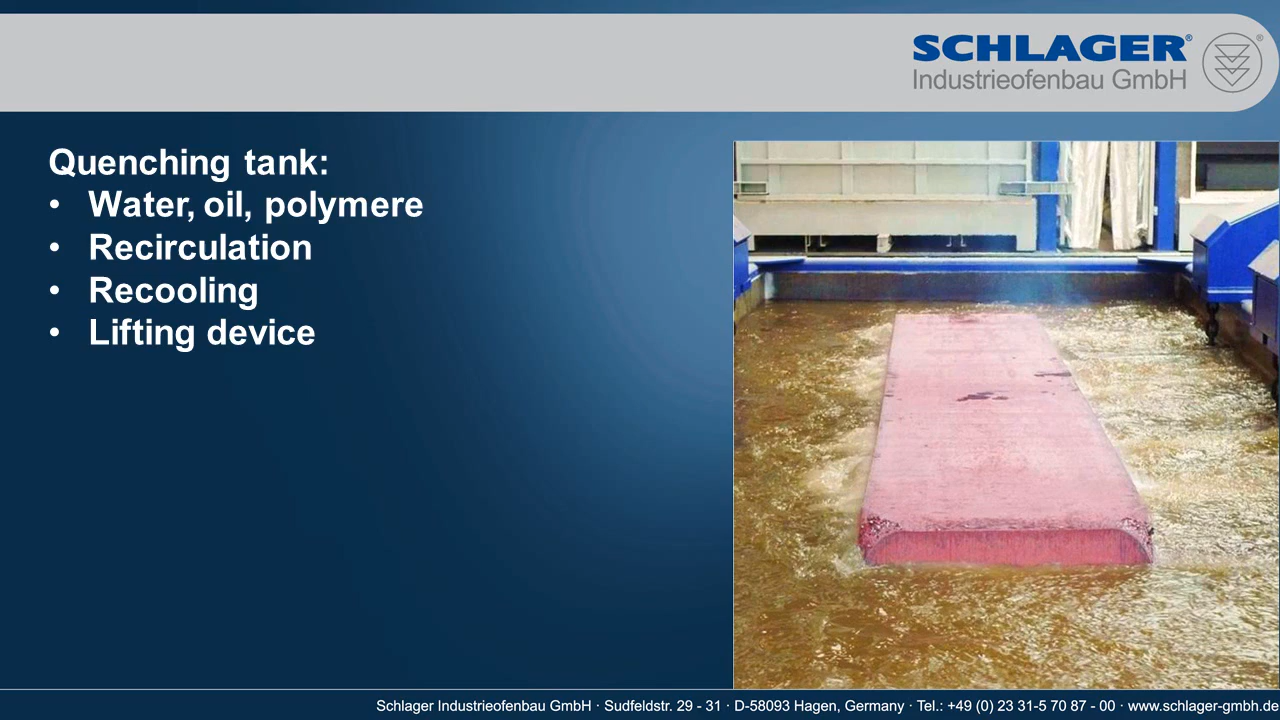 SCHLAGER®
Industrieofenbau GmbH
®
Quenching tank:
• Water, oil, polymere
• Recirculation
• Recooling
• Lifting device
Schlager Industrieofenbau GmbH · Sudfeldstr. 29 - 31 · D-58093 Hagen, Germany · Tel.: +49 (0) 23 31-5 70 87 - 00 · www.schlager-gmbh.de